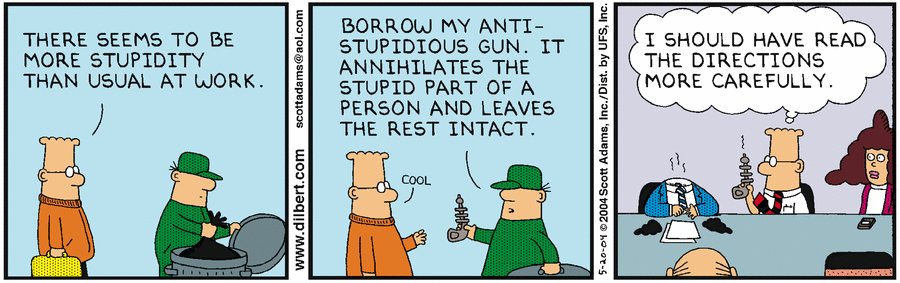 THERE SEEMS TO BE
MORE STUPIDITY
THAN USUAL AT WORK.
www.dilbert.com scottadams@aol.com
BORROW MY ANTI-
STUPIDIOUS GUN. IT
ANNIHILATES THE
STUPID PART OF A
PERSON AND LEAVES
THE REST INTACT.
COOL
5-20-04 © 2004 Scott Adams, Inc./Dist. by UFS, Inc.
I SHOULD HAVE READ
THE DIRECTIONS
MORE CAREFULLY.